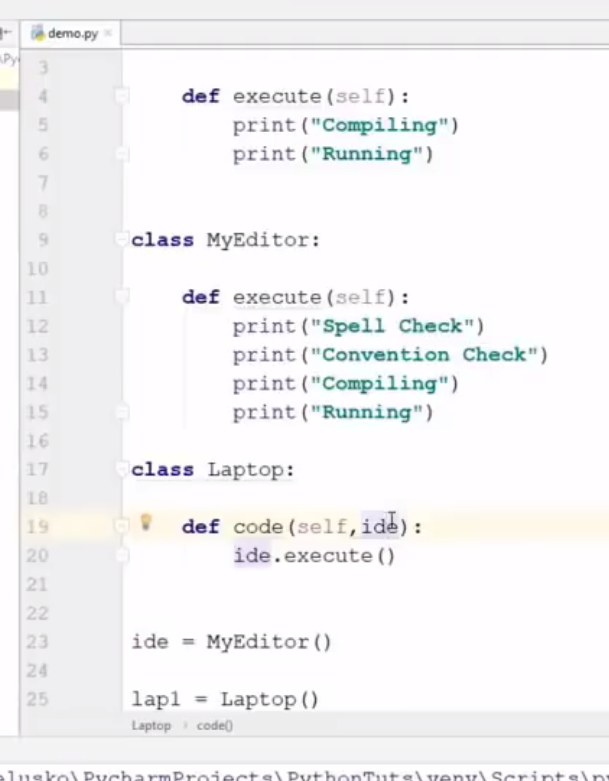 demo.py
\Py
3
4 def execute(self):
5 print("Compiling")
6 print("Running")
7
8
9 class MyEditor:
10
11 def execute(self):
12 print("Spell Check")
13 print("Convention Check")
14 print("Compiling")
15 print("Running")
16
17 class Laptop:
18
19 def code(self,ide):
20 ide.execute()
21
22
23 ide = MyEditor()
24
25 lap1 = Laptop()
Laptop code()
elusko\PycharmProjects\PythonTuts\venv\Scripts\py